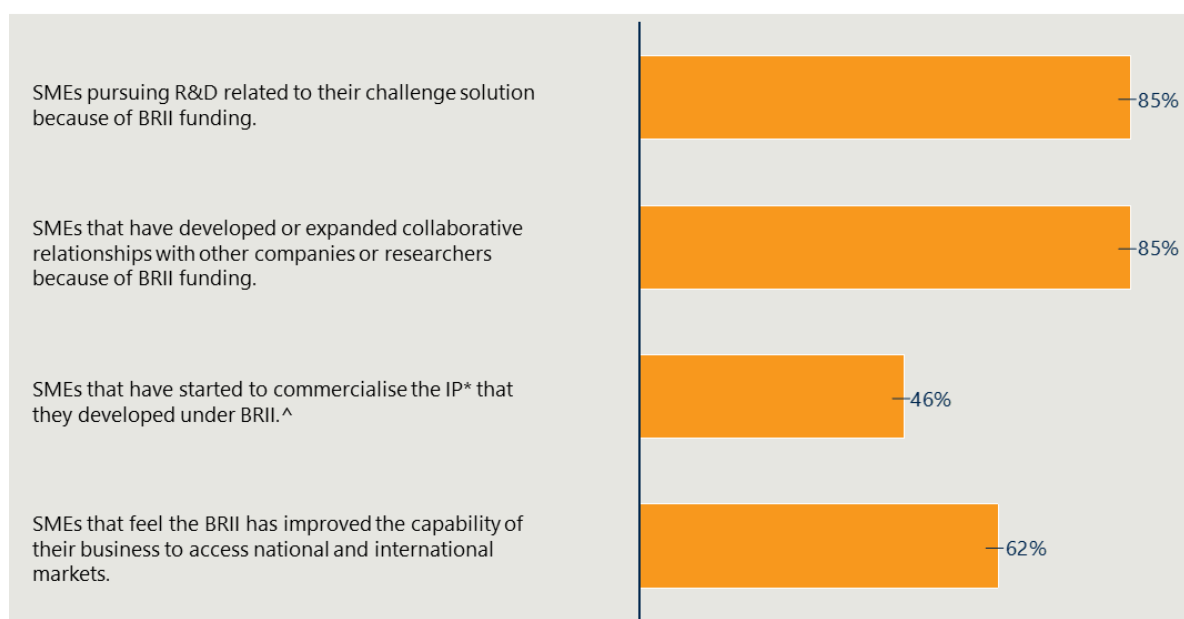 SMEs pursuing R&D related to their challenge solution
because of BRII funding.
85%
SMEs that have developed or expanded collaborative
relationships with other companies or researchers
because of BRII funding.
85%
SMEs that have started to commercialise the IP* that
they developed under BRII.^
46%
SMEs that feel the BRII has improved the capability of
their business to access national and international
markets.
62%